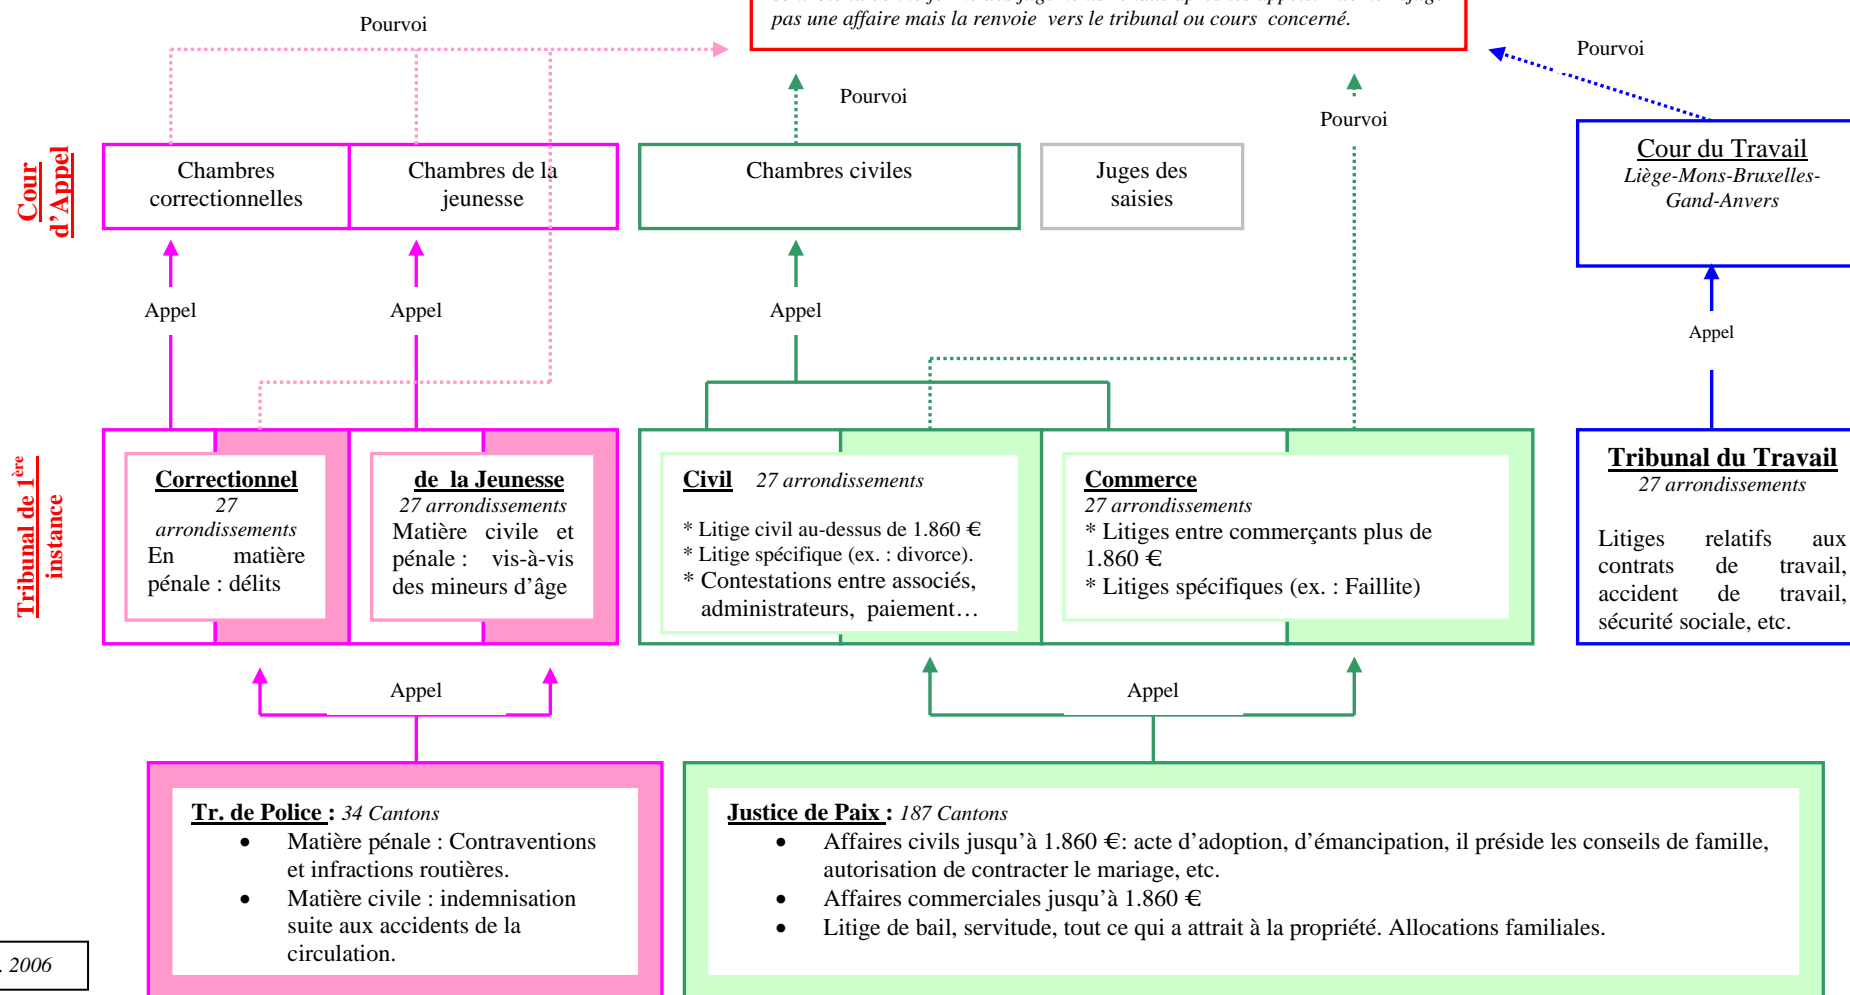 pas une affaire mais la renvoie vers le tribunal ou cours concerné.
Pourvoi
Pourvoi
Pourvoi
Pourvoi
Cour
d’Appel
Chambres
correctionnelles
Chambres de la
jeunesse
Chambres civiles
Juges des
saisies
Cour du Travail
Liège-Mons-Bruxelles-
Gand-Anvers
Appel
Appel
Appel
Appel
Tribunal de 1ère
instance
Correctionnel
27
arrondissements
En matière
pénale : délits
de la Jeunesse
27 arrondissements
Matière civile et
pénale : vis-à-vis
des mineurs d’âge
Civil 27 arrondissements
* Litige civil au-dessus de 1.860 €
* Litige spécifique (ex. : divorce).
* Contestations entre associés,
administrateurs, paiement…
Commerce
27 arrondissements
* Litiges entre commerçants plus de
1.860 €
* Litiges spécifiques (ex. : Faillite)
Tribunal du Travail
27 arrondissements
Litiges relatifs aux
contrats de travail,
accident de travail,
sécurité sociale, etc.
Appel
Appel
Tr. de Police : 34 Cantons
• Matière pénale : Contraventions
et infractions routières.
• Matière civile : indemnisation
suite aux accidents de la
circulation.
Justice de Paix : 187 Cantons
• Affaires civils jusqu’à 1.860 €: acte d’adoption, d’émancipation, il préside les conseils de famille,
autorisation de contracter le mariage, etc.
• Affaires commerciales jusqu’à 1.860 €
• Litige de bail, servitude, tout ce qui a attrait à la propriété. Allocations familiales.
. 2006